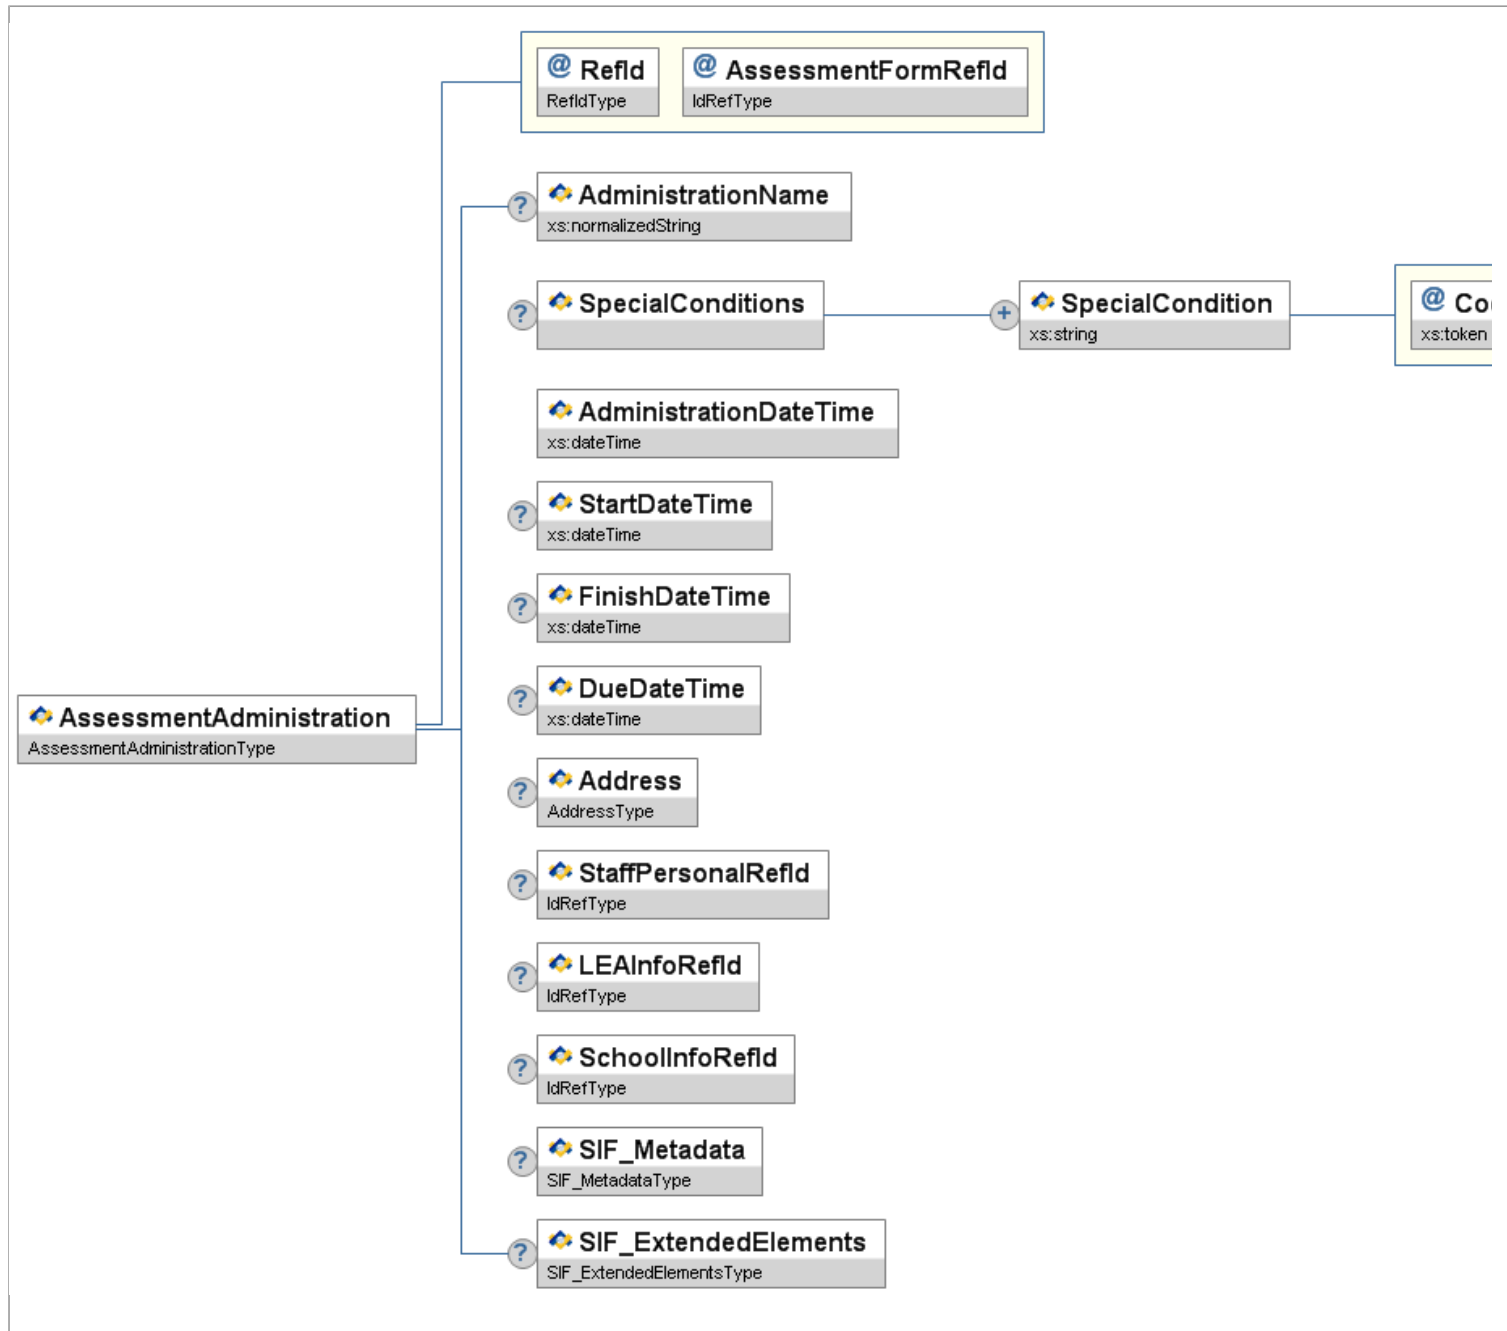 @ RefId
RefIdType
@ AssessmentFormRefId
IdRefType
? AdministrationName
xs:normalizedString
? SpecialConditions
+ SpecialCondition
xs:string
@
xs:token
AdministrationDateTime
xs:dateTime
? StartDateTime
xs:dateTime
? FinishDateTime
xs:dateTime
? DueDateTime
xs:dateTime
AssessmentAdministration
AssessmentAdministrationType
? Address
AddressType
? StaffPersonalRefId
IdRefType
? LEAInfoRefId
IdRefType
? SchoolInfoRefId
IdRefType
? SIF_Metadata
SIF_MetadataType
? SIF_ExtendedElements
SIF_ExtendedElementsType